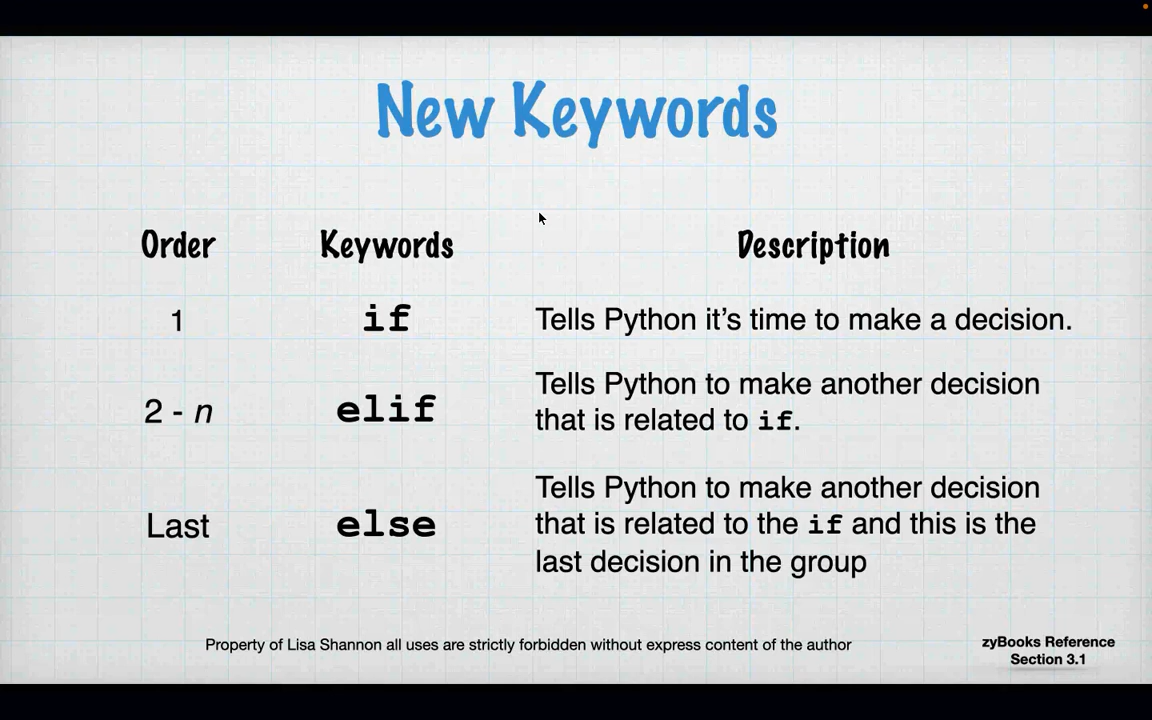 New Keywords
Order Keywords Description
1 if Tells Python it's time to make a decision.
2 - n elif Tells Python to make another decision
that is related to if.
Last else Tells Python to make another decision
that is related to the if and this is the
last decision in the group
Property of Lisa Shannon all uses are strictly forbidden without express content of the author
zyBooks Reference
Section 3.1